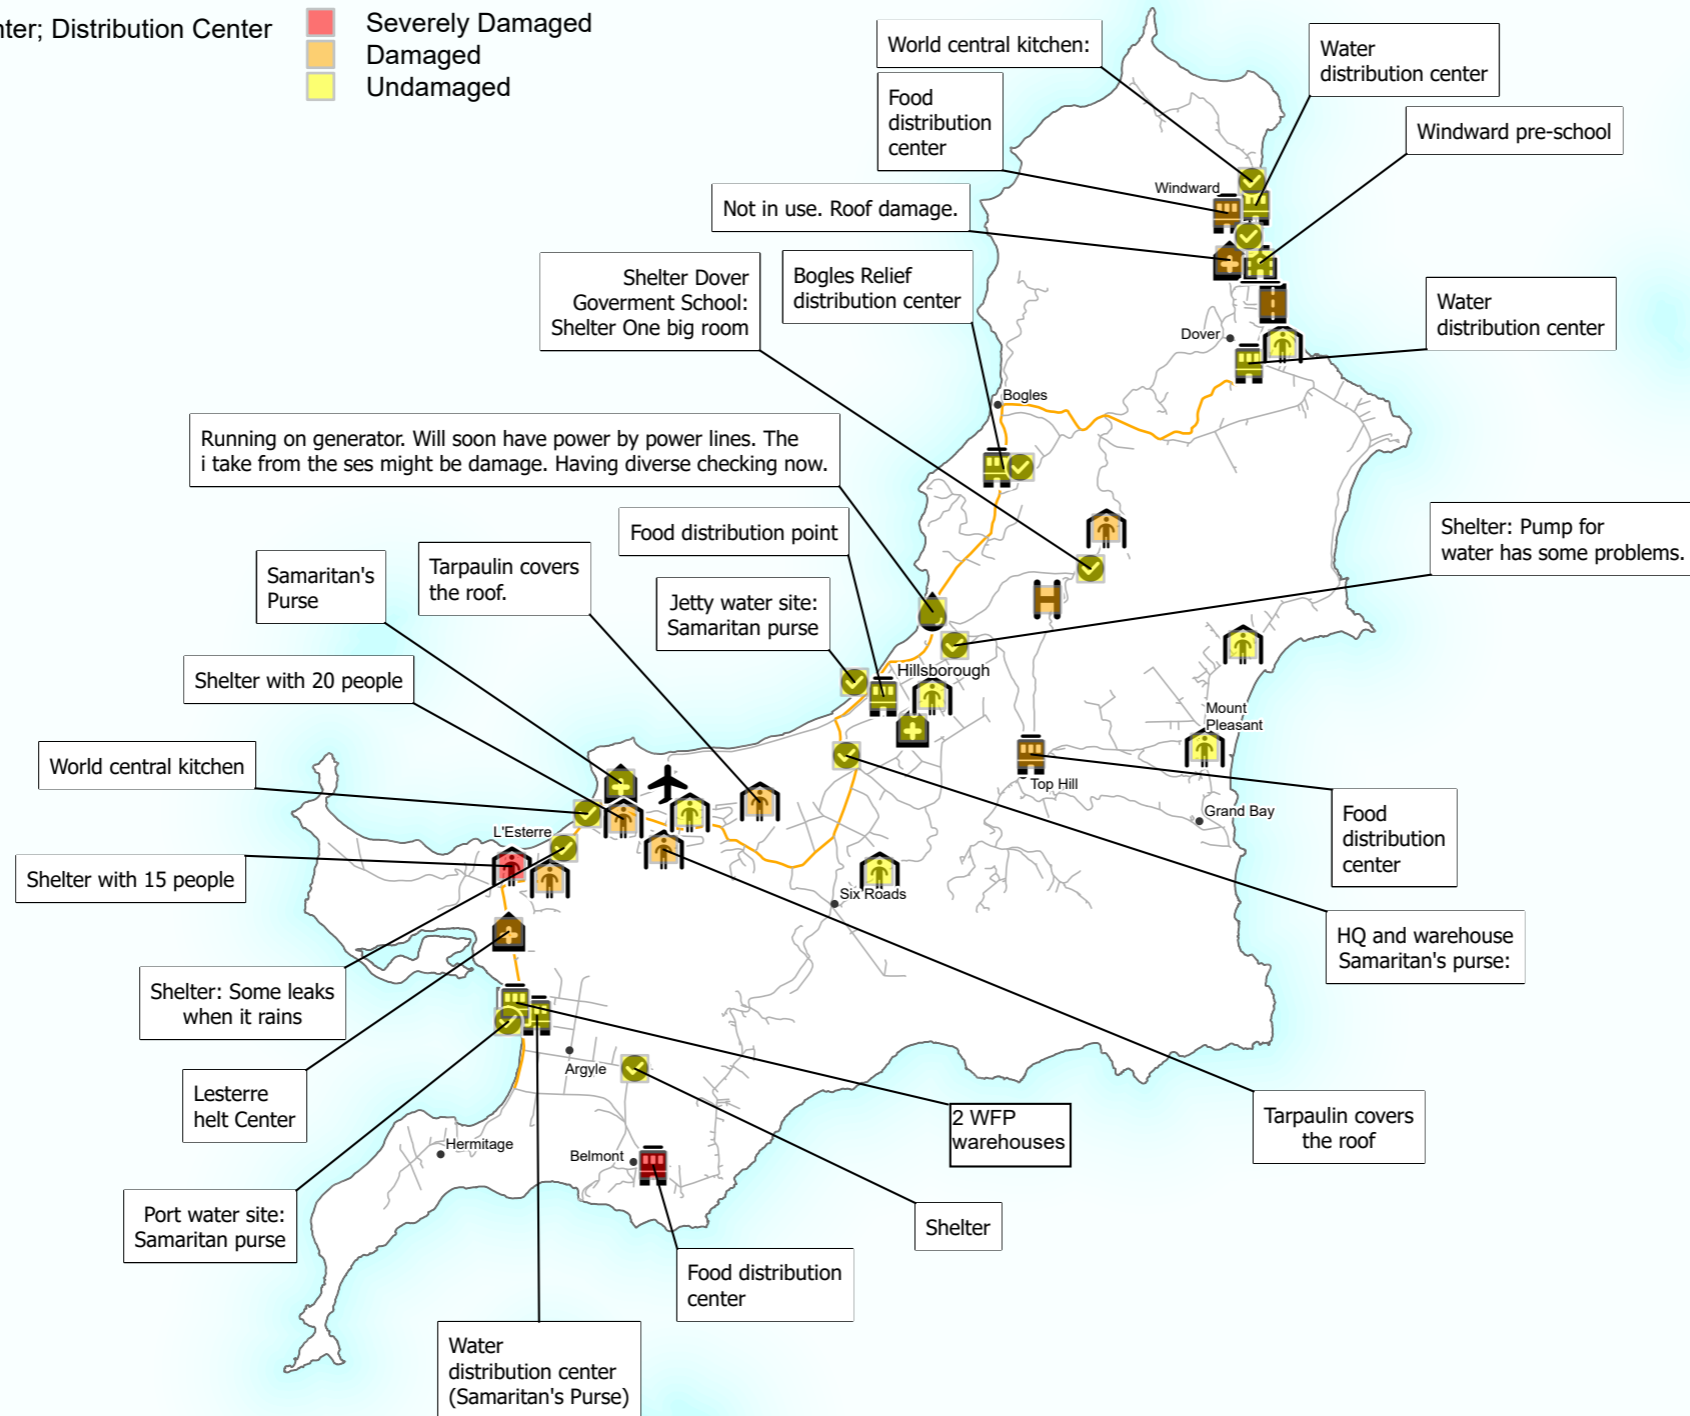 nter; Distribution Center
Severely Damaged
Damaged
Undamaged
World central kitchen:
Water
distribution center
Food
distribution
center
Windward pre-school
Windward
Not in use. Roof damage.
Shelter Dover
Goverment School:
Shelter One big room
Bogles Relief
distribution center
Water
distribution center
Dover
Bogles
Running on generator. Will soon have power by power lines. The
i take from the ses might be damage. Having diverse checking now.
Food distribution point
Shelter: Pump for
water has some problems.
Samaritan's
Purse
Tarpaulin covers
the roof.
Jetty water site:
Samaritan purse
Hillsborough
Shelter with 20 people
Mount
Pleasant
World central kitchen
Top Hill
Grand Bay
Food
distribution
center
L'Esterre
Shelter with 15 people
Six Roads
HQ and warehouse
Samaritan's purse:
Shelter: Some leaks
when it rains
Argyle
Lesterre
helt Center
2 WFP
warehouses
Tarpaulin covers
the roof
Hermitage
Belmont
Port water site:
Samaritan purse
Shelter
Food distribution
center
Water
distribution center
(Samaritan's Purse)